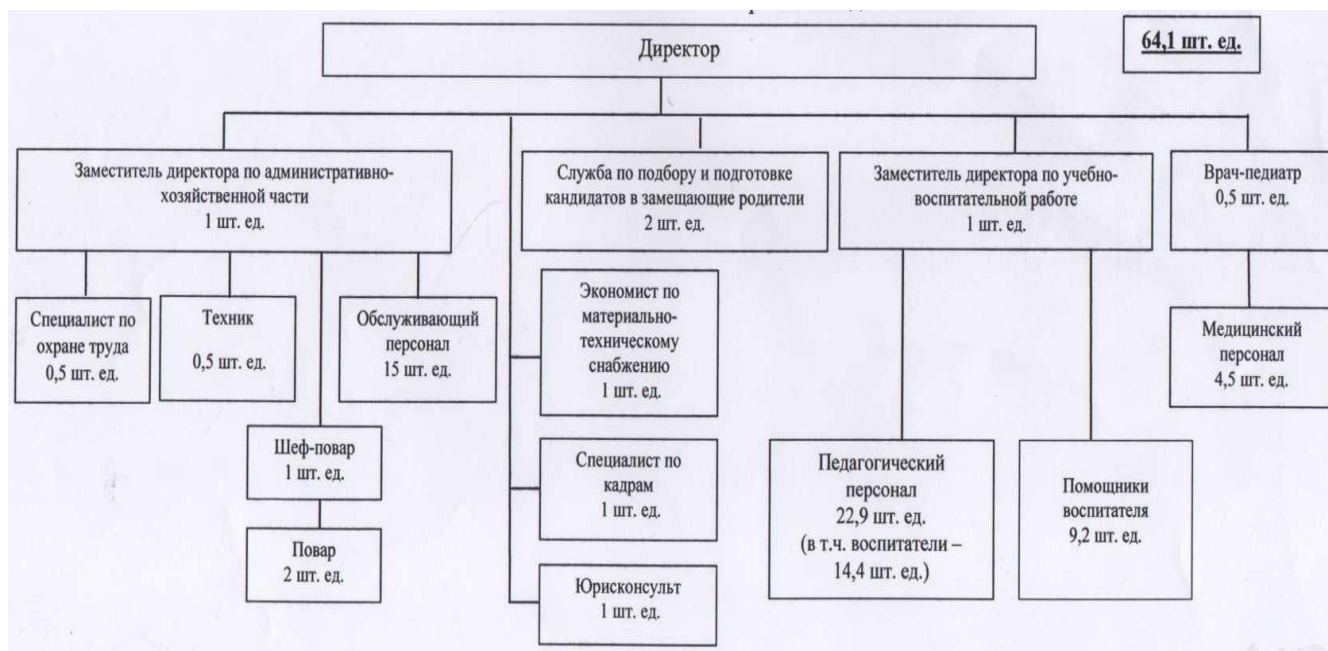 Директор
64,1 шт. ед.
Заместитель директора по административно-
хозяйственной части
1 шт. ед.
Служба по подбору и подготовке
кандидатов в замещающие родители
2 шт. ед.
Заместитель директора по учебно-
воспитательной работе
1 шт. ед.
Врач-педиатр
0,5 шт. ед.
Специалист по
охране труда
0,5 шт. ед.
Техник
0,5 шт. ед.
Обслуживающий
персонал
15 шт. ед.
Экономист по
материально-
техническому
снабжению
1 шт. ед.
Медицинский
персонал
4,5 шт. ед.
Шеф-повар
1 шт. ед.
Повар
2 шт. ед.
Специалист по
кадрам
1 шт. ед.
Юрисконсульт
1 шт. ед.
Педагогический
персонал
22,9 шт. ед.
(в т.ч. воспитатели –
14,4 шт. ед.)
Помощники
воспитателя
9,2 шт. ед.